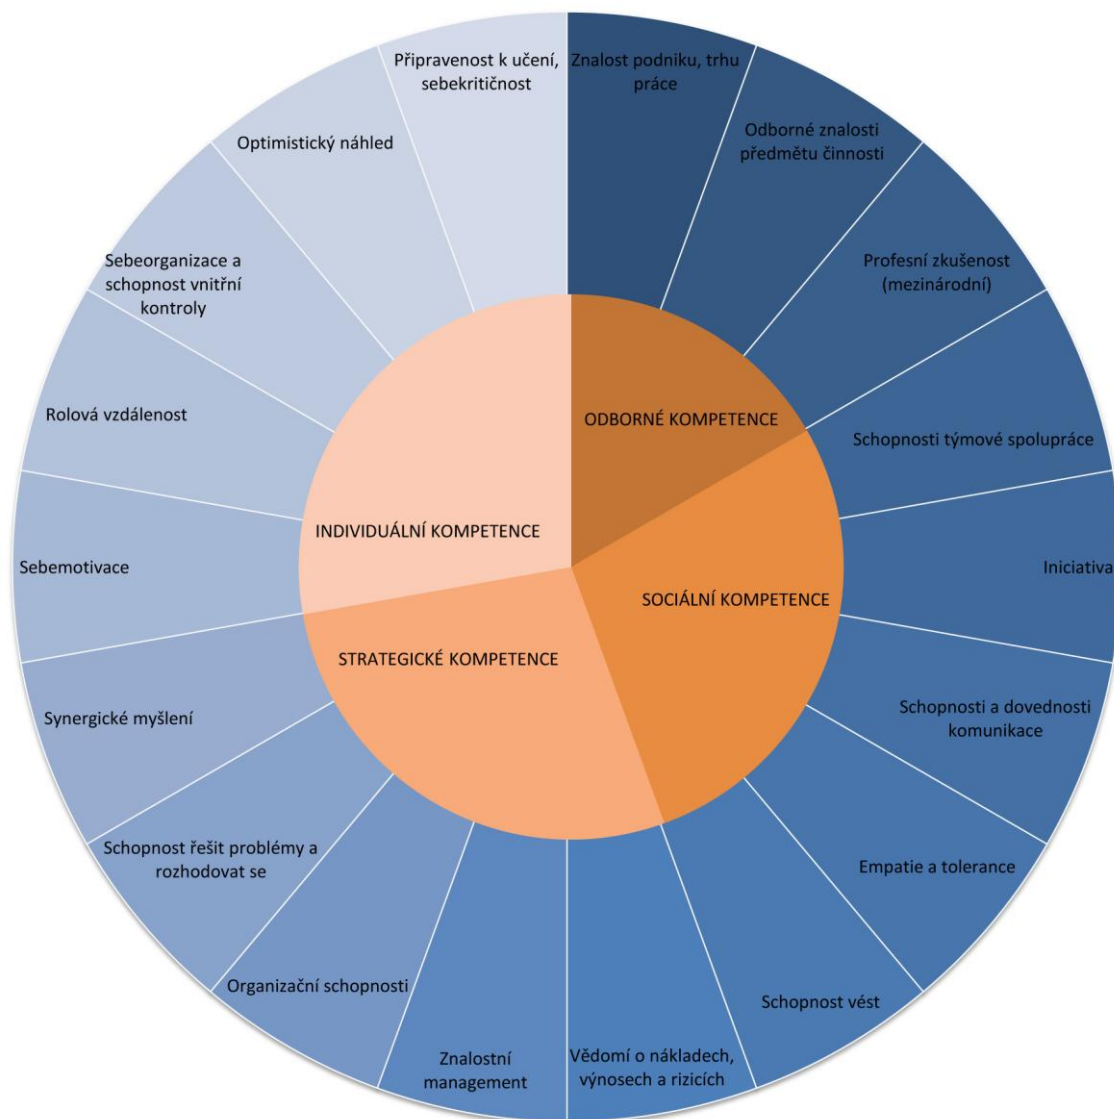 Znalost podniku, trhu
práce
Odborné znalosti
předmětu činnosti
Profesní zkušenost
(mezinárodní)
Schopnosti týmové spolupráce
Iniciativa
Schopnosti a dovednosti
komunikace
Empatie a tolerance
Schopnost vést
Vědomí o nákladech,
výnosech a rizicích
Znalostní
management
Organizační schopnosti
Schopnost řešit problémy a
rozhodovat se
Synergické myšlení
Sebemotivace
Rolová vzdálenost
Sebeorganizace a
schopnost vnitřní
kontroly
Optimistický náhled
Připravenost k učení,
sebekritičnost
ODBORNÉ KOMPETENCE
SOCIÁLNÍ KOMPETENCE
STRATEGICKÉ KOMPETENCE
INDIVIDUÁLNÍ KOMPETENCE